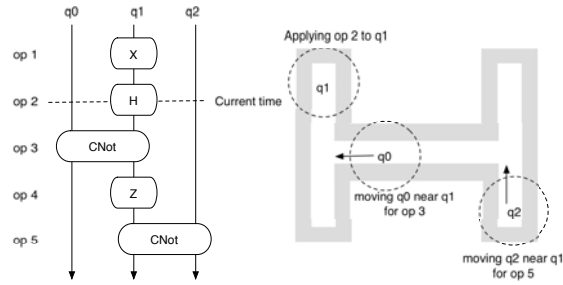 q0 q1 q2
op 1 X
op 2 H Current time
op 3 CNot
op 4 Z
op 5 CNot
Applying op 2 to q1
q1
q0
moving q0 near q1
for op 3
q2
moving q2 near q1
for op 5